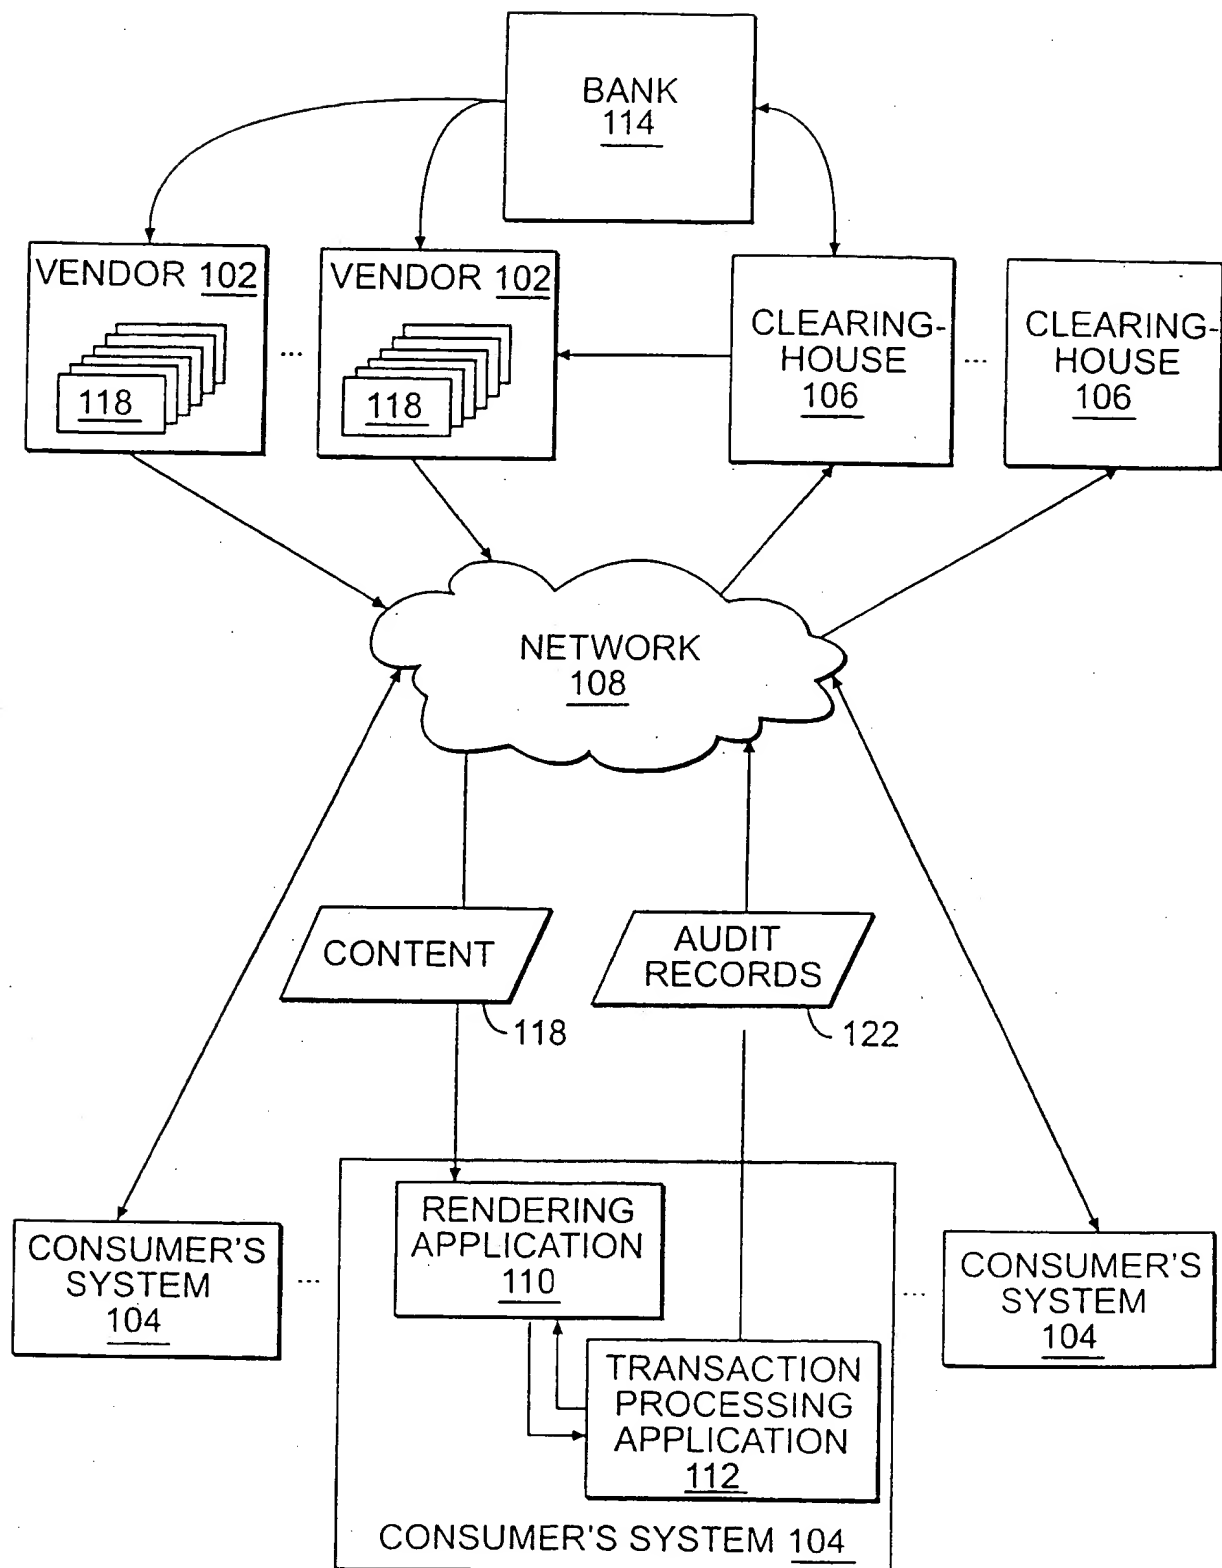 BANK
114
VENDOR 102
118
...
VENDOR 102
118
CLEARING-
HOUSE
106
...
CLEARING-
HOUSE
106
NETWORK
108
CONTENT
118
AUDIT
RECORDS
122
CONSUMER'S
SYSTEM
104
...
RENDERING
APPLICATION
110
TRANSACTION
PROCESSING
APPLICATION
112
CONSUMER'S SYSTEM 104
...
CONSUMER'S
SYSTEM
104